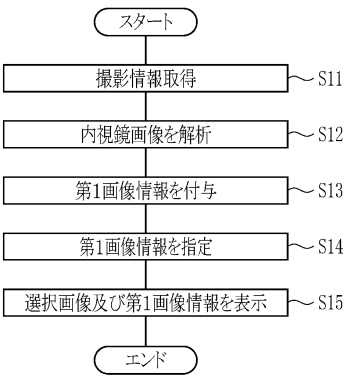 スタート
撮影情報取得 S11
内視鏡画像を解析 S12
第1画像情報を付与 S13
第1画像情報を指定 S14
選択画像及び第1画像情報を表示 S15
エンド